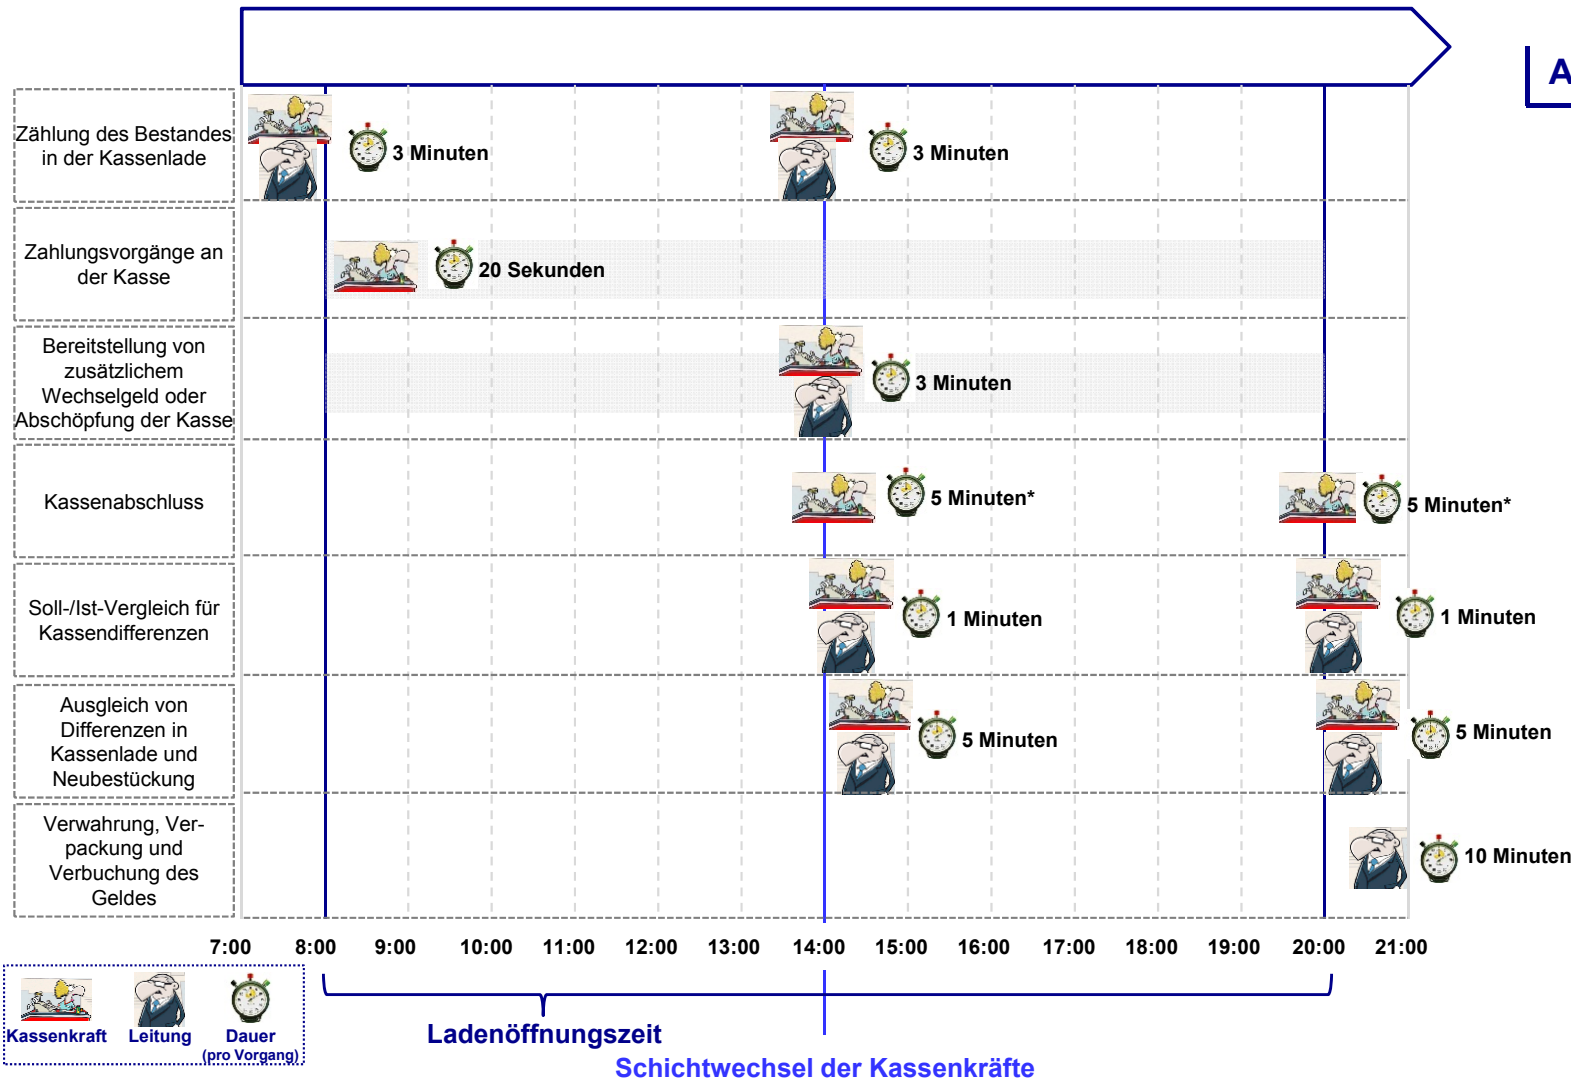 A
Zählung des Bestandes
in der Kassenlade
3 Minuten
3 Minuten
Zahlungsvorgänge an
der Kasse
20 Sekunden
Bereitstellung von
zusätzlichem
Wechselgeld oder
Abschöpfung der Kasse
3 Minuten
Kassenabschluss
5 Minuten*
5 Minuten*
Soll-/Ist-Vergleich für
Kassendifferenzen
1 Minuten
1 Minuten
Ausgleich von
Differenzen in
Kassenlade und
Neubestückung
5 Minuten
5 Minuten
Verwahrung, Ver-
packung und
Verbuchung des
Geldes
10 Minuten
7:00 8:00 9:00 10:00 11:00 12:00 13:00 14:00 15:00 16:00 17:00 18:00 19:00 20:00 21:00
Kassenkraft Leitung Dauer
(pro Vorgang)
Ladenöffnungszeit
Schichtwechsel der Kassenkräfte